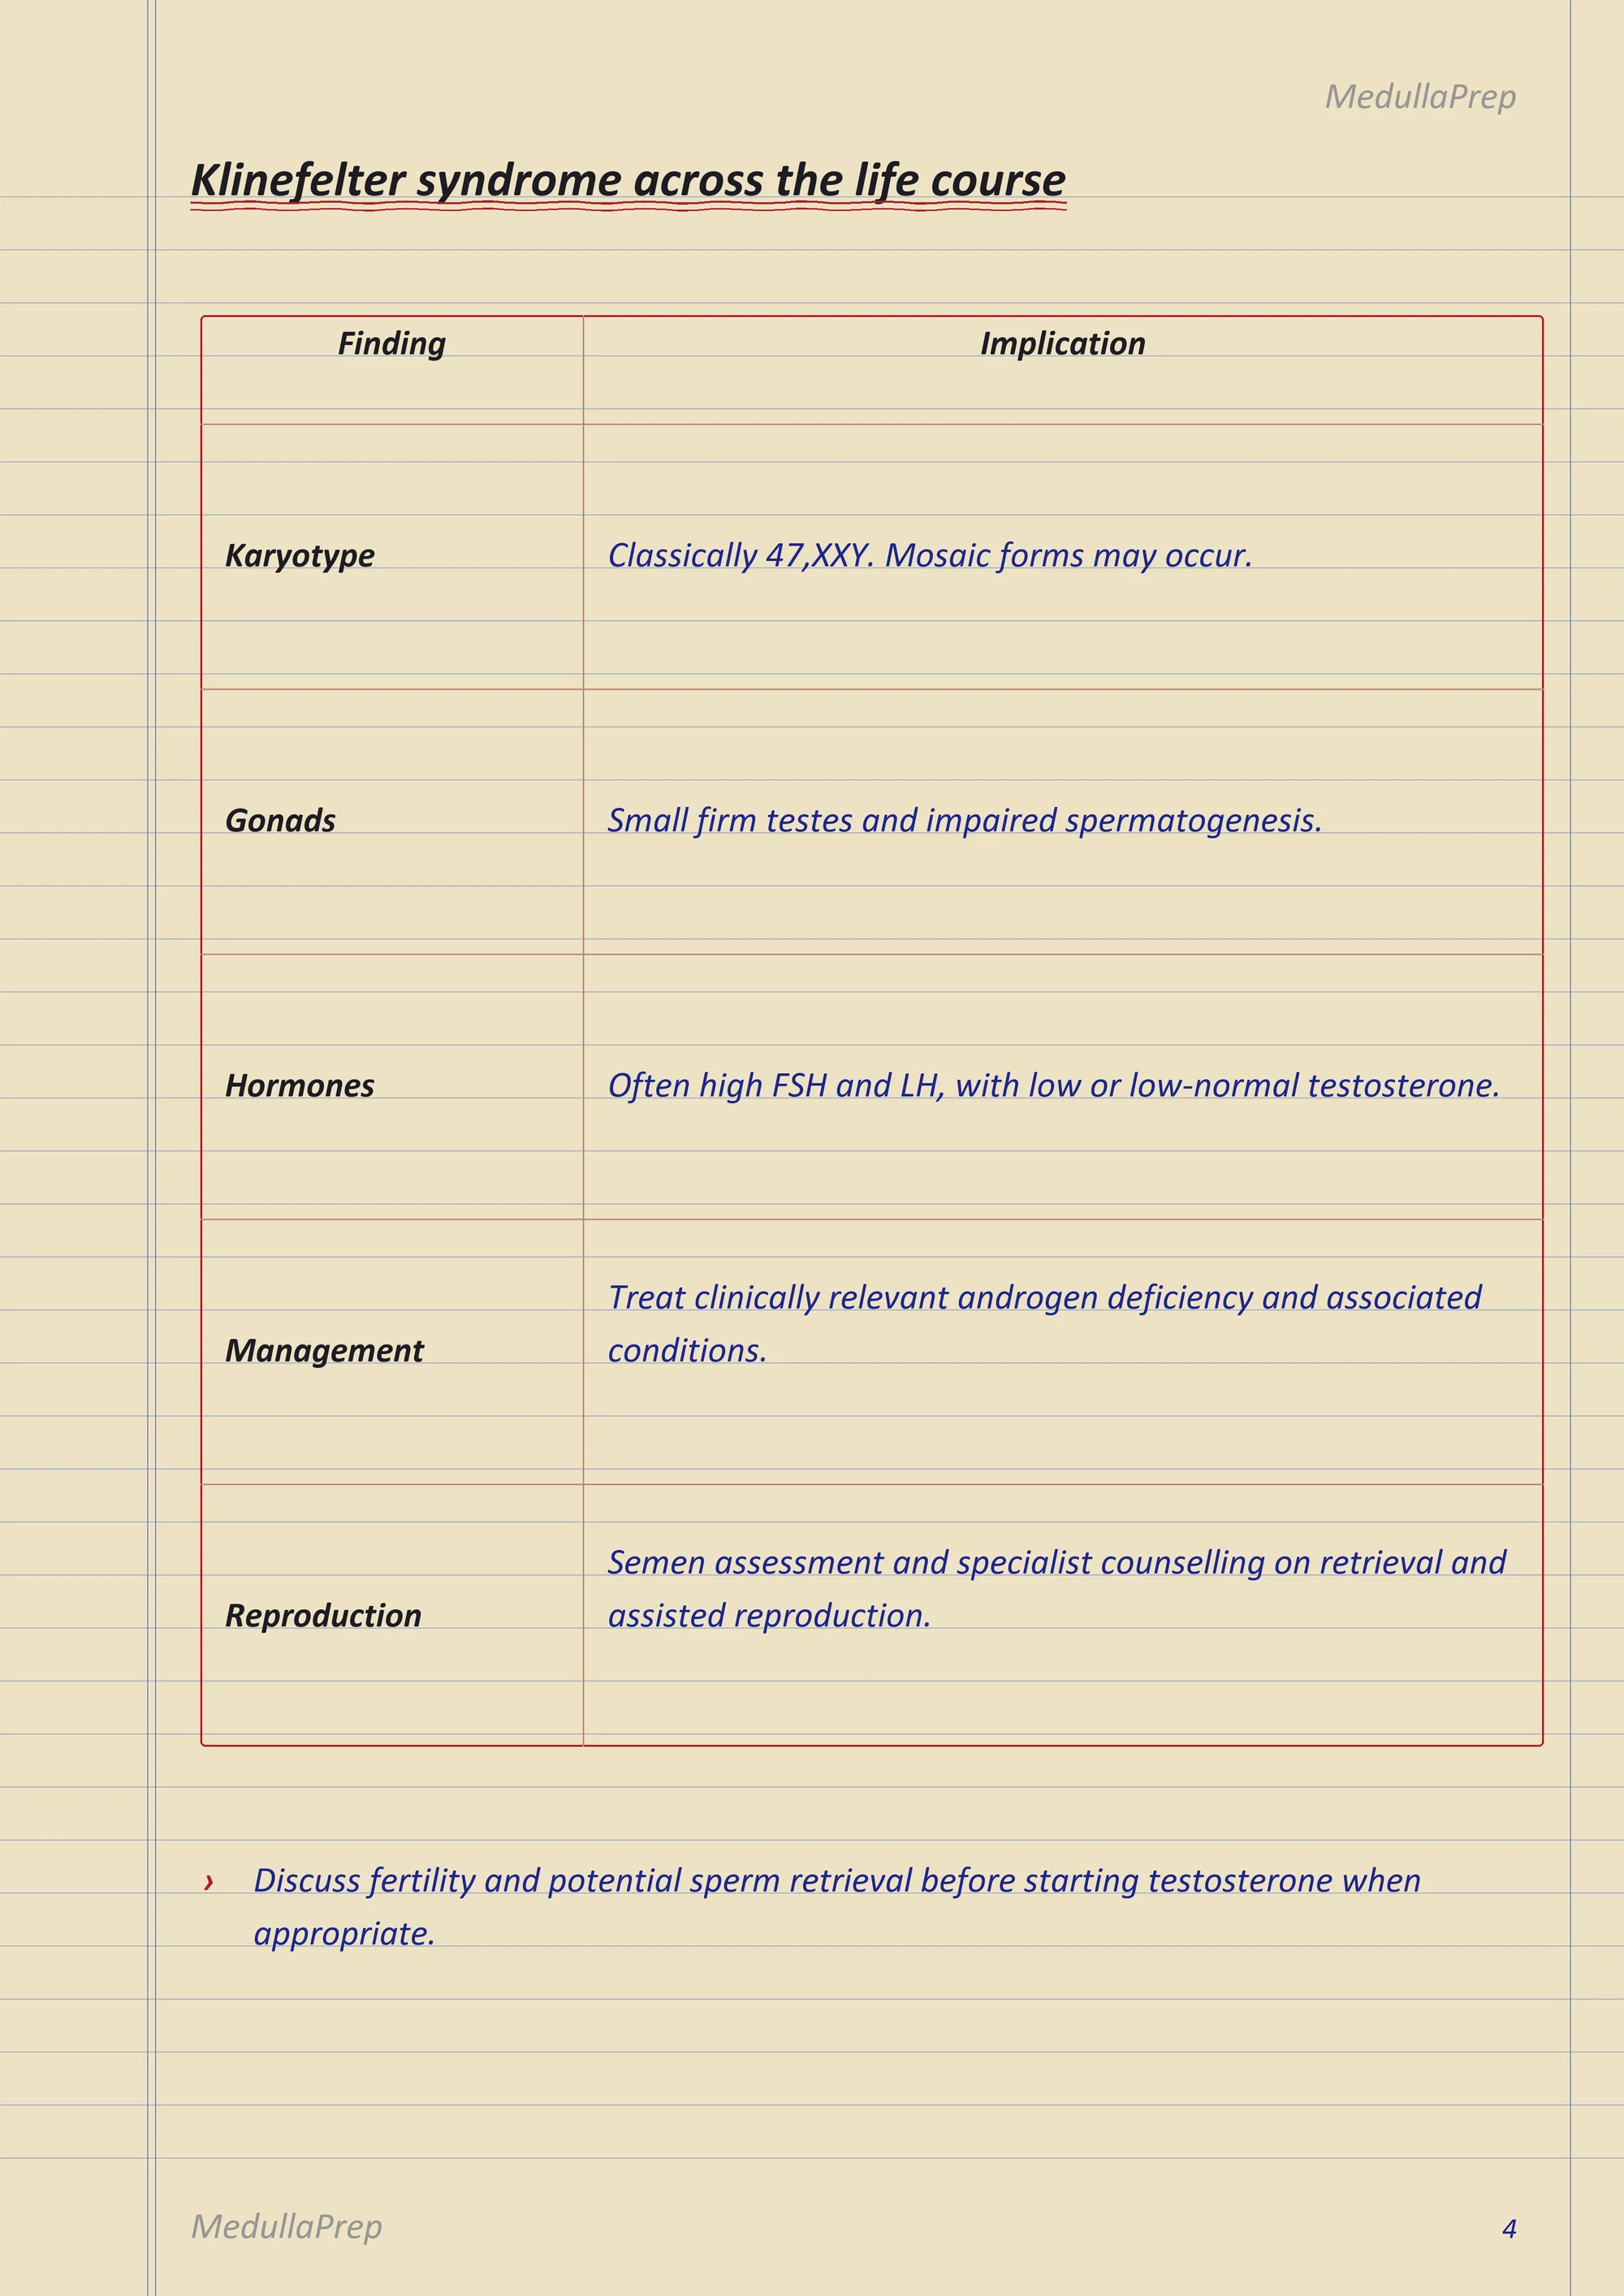 MedullaPrep
Klinefelter syndrome across the life course
Finding Implication
Karyotype Classically 47,XXY. Mosaic forms may occur.
Gonads Small firm testes and impaired spermatogenesis.
Hormones Often high FSH and LH, with low or low-normal testosterone.
Treat clinically relevant androgen deficiency and associated
Management conditions.
Semen assessment and specialist counselling on retrieval and
Reproduction assisted reproduction.
› Discuss fertility and potential sperm retrieval before starting testosterone when
appropriate.
MedullaPrep 4